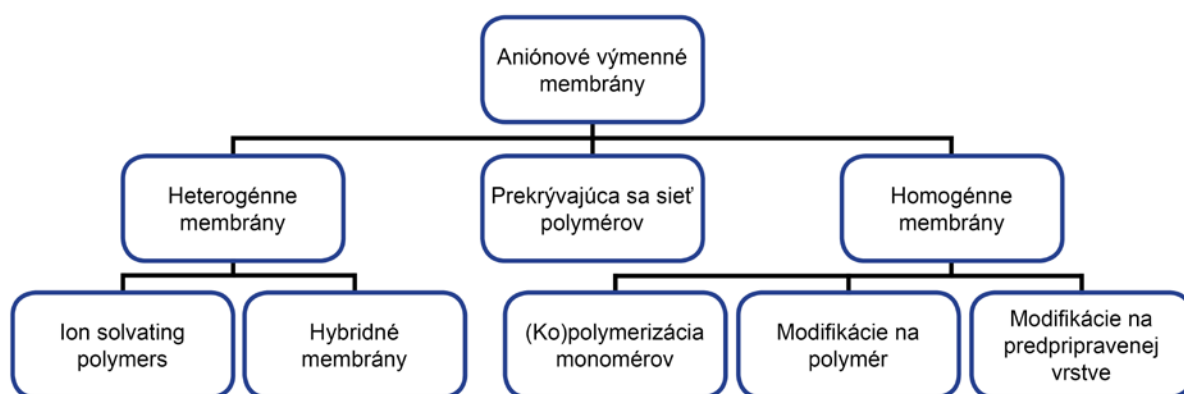 Aniónové výmenné
membrány
Heterogénne
membrány
Prekrývajúca sa sieť
polymérov
Homogénne
membrány
Ion solvating
polymers
Hybridné
membrány
(Ko)polymerizácia
monomérov
Modifikácie na
polymér
Modifikácie na
predpripravenej
vrstve